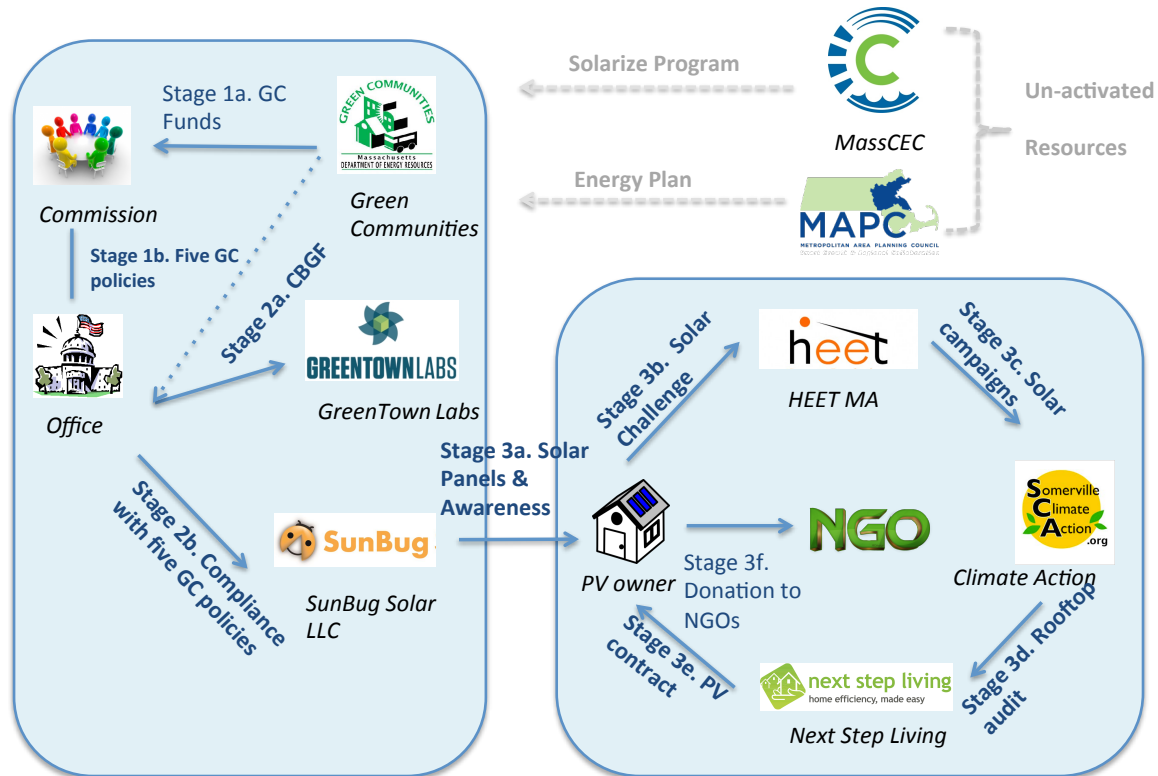 Stage 1a. GC
Funds
GREEN COMMUNITIES
Massachusetts
DEPARTMENT OF ENERGY RESOURCES
Commission
Green
Communities
Stage 1b. Five GC
policies
Stage 2a. CBGF
GREENTOWN LABS
GreenTown Labs
Office
Stage 2b. Compliance
with five GC policies
SunBug
SunBug Solar
LLC
Solarize Program
C
MassCEC
Un-activated
Resources
Energy Plan
MAPC
METROPOLITAN AREA PLANNING COUNCIL
Stage 3a. Solar
Panels &
Awareness
Stage 3b. Solar
Challenge
heet
HEET MA
Stage 3c. Solar
campaigns
Somerville
Climate
Action
.org
Climate Action
PV owner
NGO
Stage 3f.
Donation to
NGOs
Stage 3d. Rooftop
audit
Stage 3e. PV
contract
next step living
home efficiency, made easy
Next Step Living